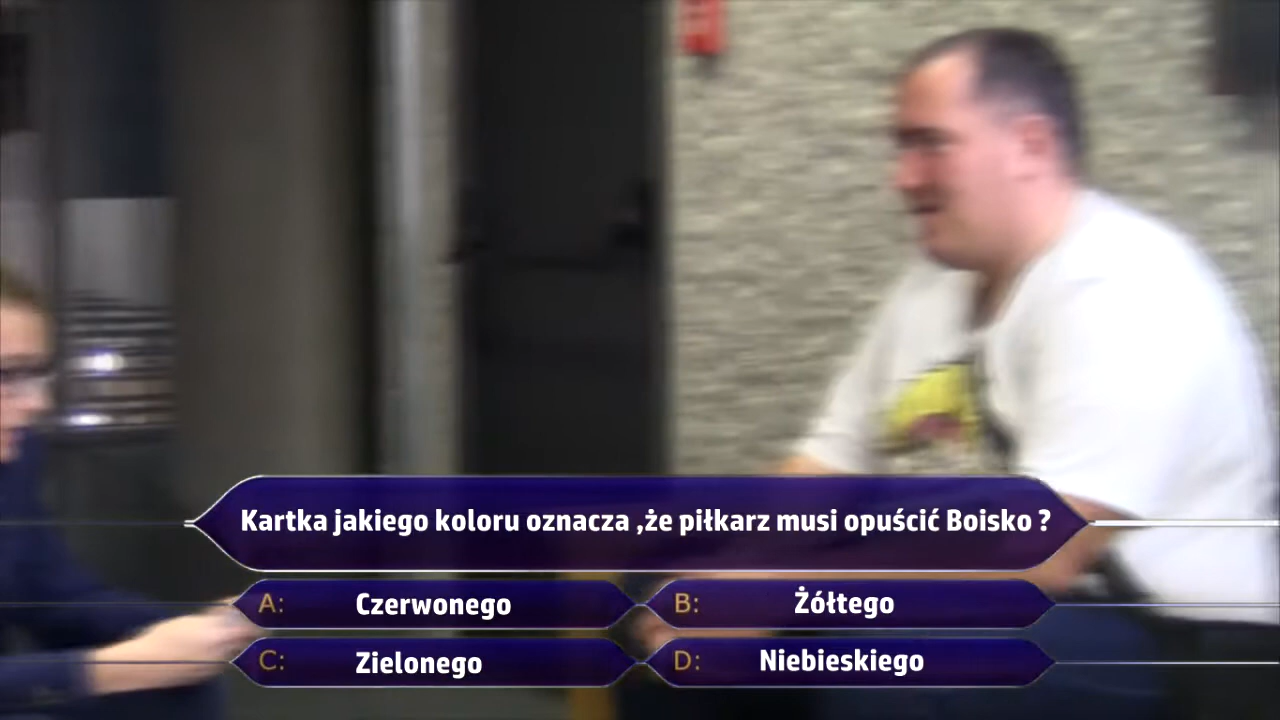 Kartka jakiego koloru oznacza ,że piłkarz musi opuścić Boisko ?
A: Czerwonego
B: Żółtego
C: Zielonego
D: Niebieskiego